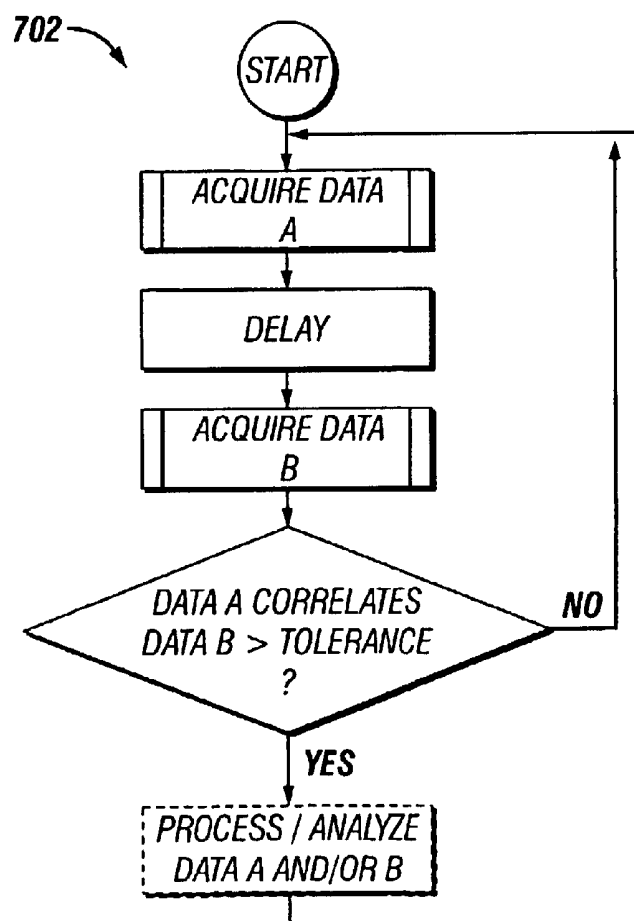 702
START
ACQUIRE DATA
A
DELAY
ACQUIRE DATA
B
DATA A CORRELATES
DATA B > TOLERANCE
?
NO
YES
PROCESS / ANALYZE
DATA A AND/OR B